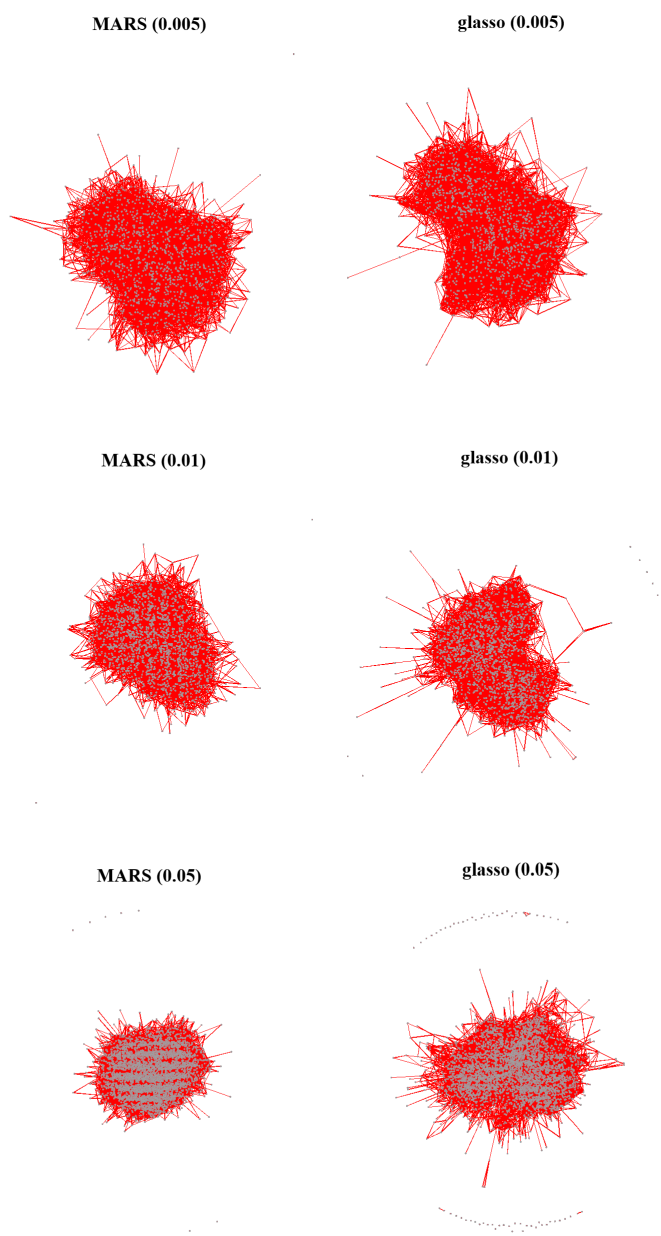 MARS (0.005)
glasso (0.005)
MARS (0.01)
glasso (0.01)
MARS (0.05)
glasso (0.05)